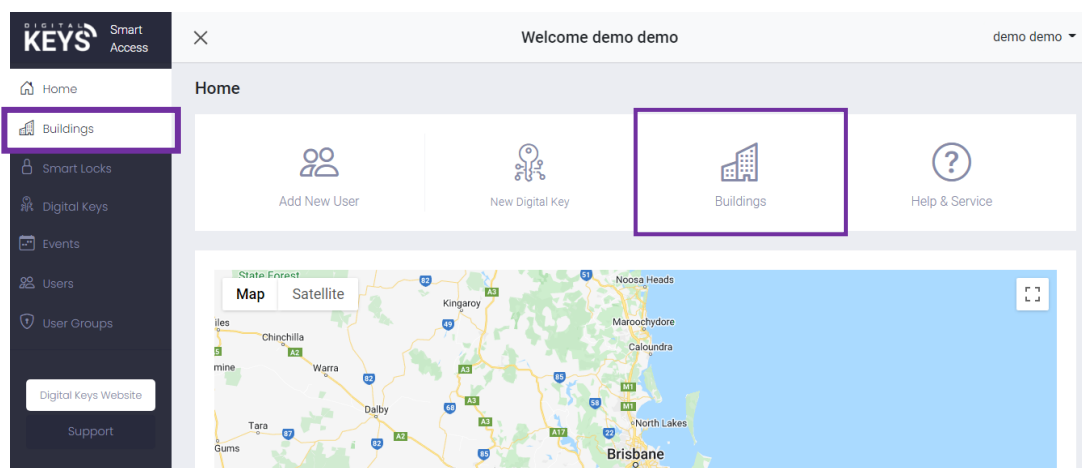 DIGITAL
KEYS
Smart
Access
Welcome demo demo
demo demo
Home
Buildings
Smart Locks
Digital Keys
Events
Users
User Groups
Digital Keys Website
Support
Home
Add New User
New Digital Key
Buildings
Help & Service
State Forest
Map
Satellite
82
51
Noosa Heads
A3
Kingaroy
iles
49
Maroochydore
Chinchilla
5
A2
Caloundra
mine
Warra
82
A3
85
M1
Dalby
68
A3
58
M1
Tara
87
A3
North Lakes
82
A2
A17
22
Gums
85
Brisbane